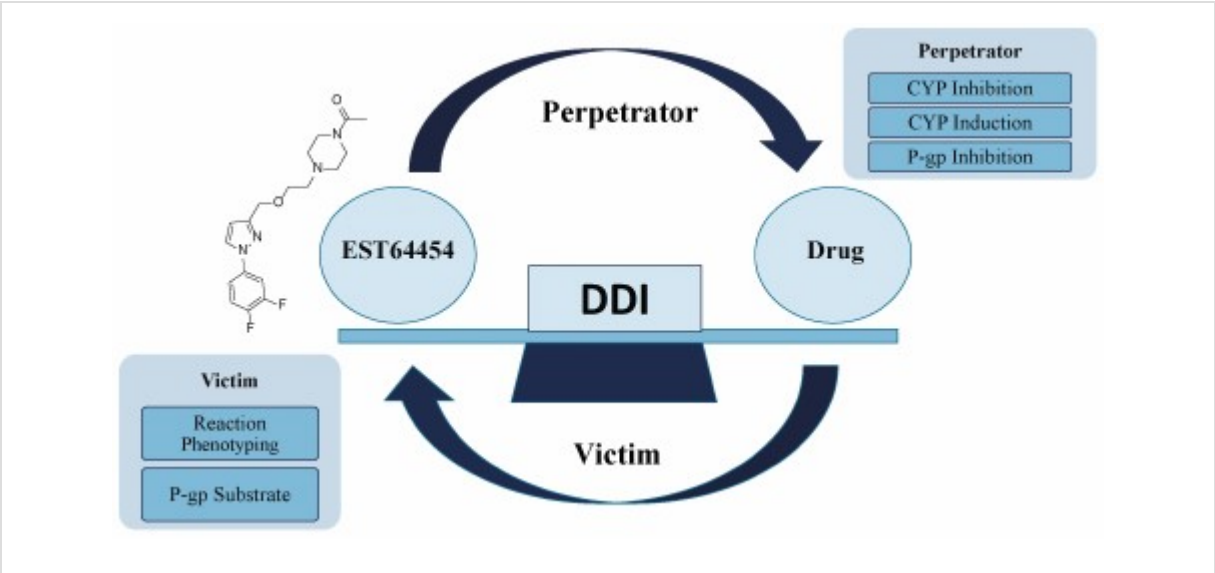 Perpetrator
CYP Inhibition
CYP Induction
P-gp Inhibition
Perpetrator
O
N
N
O
N
N
F
F
EST64454
Drug
DDI
Victim
Reaction
Phenotyping
P-gp Substrate
Victim